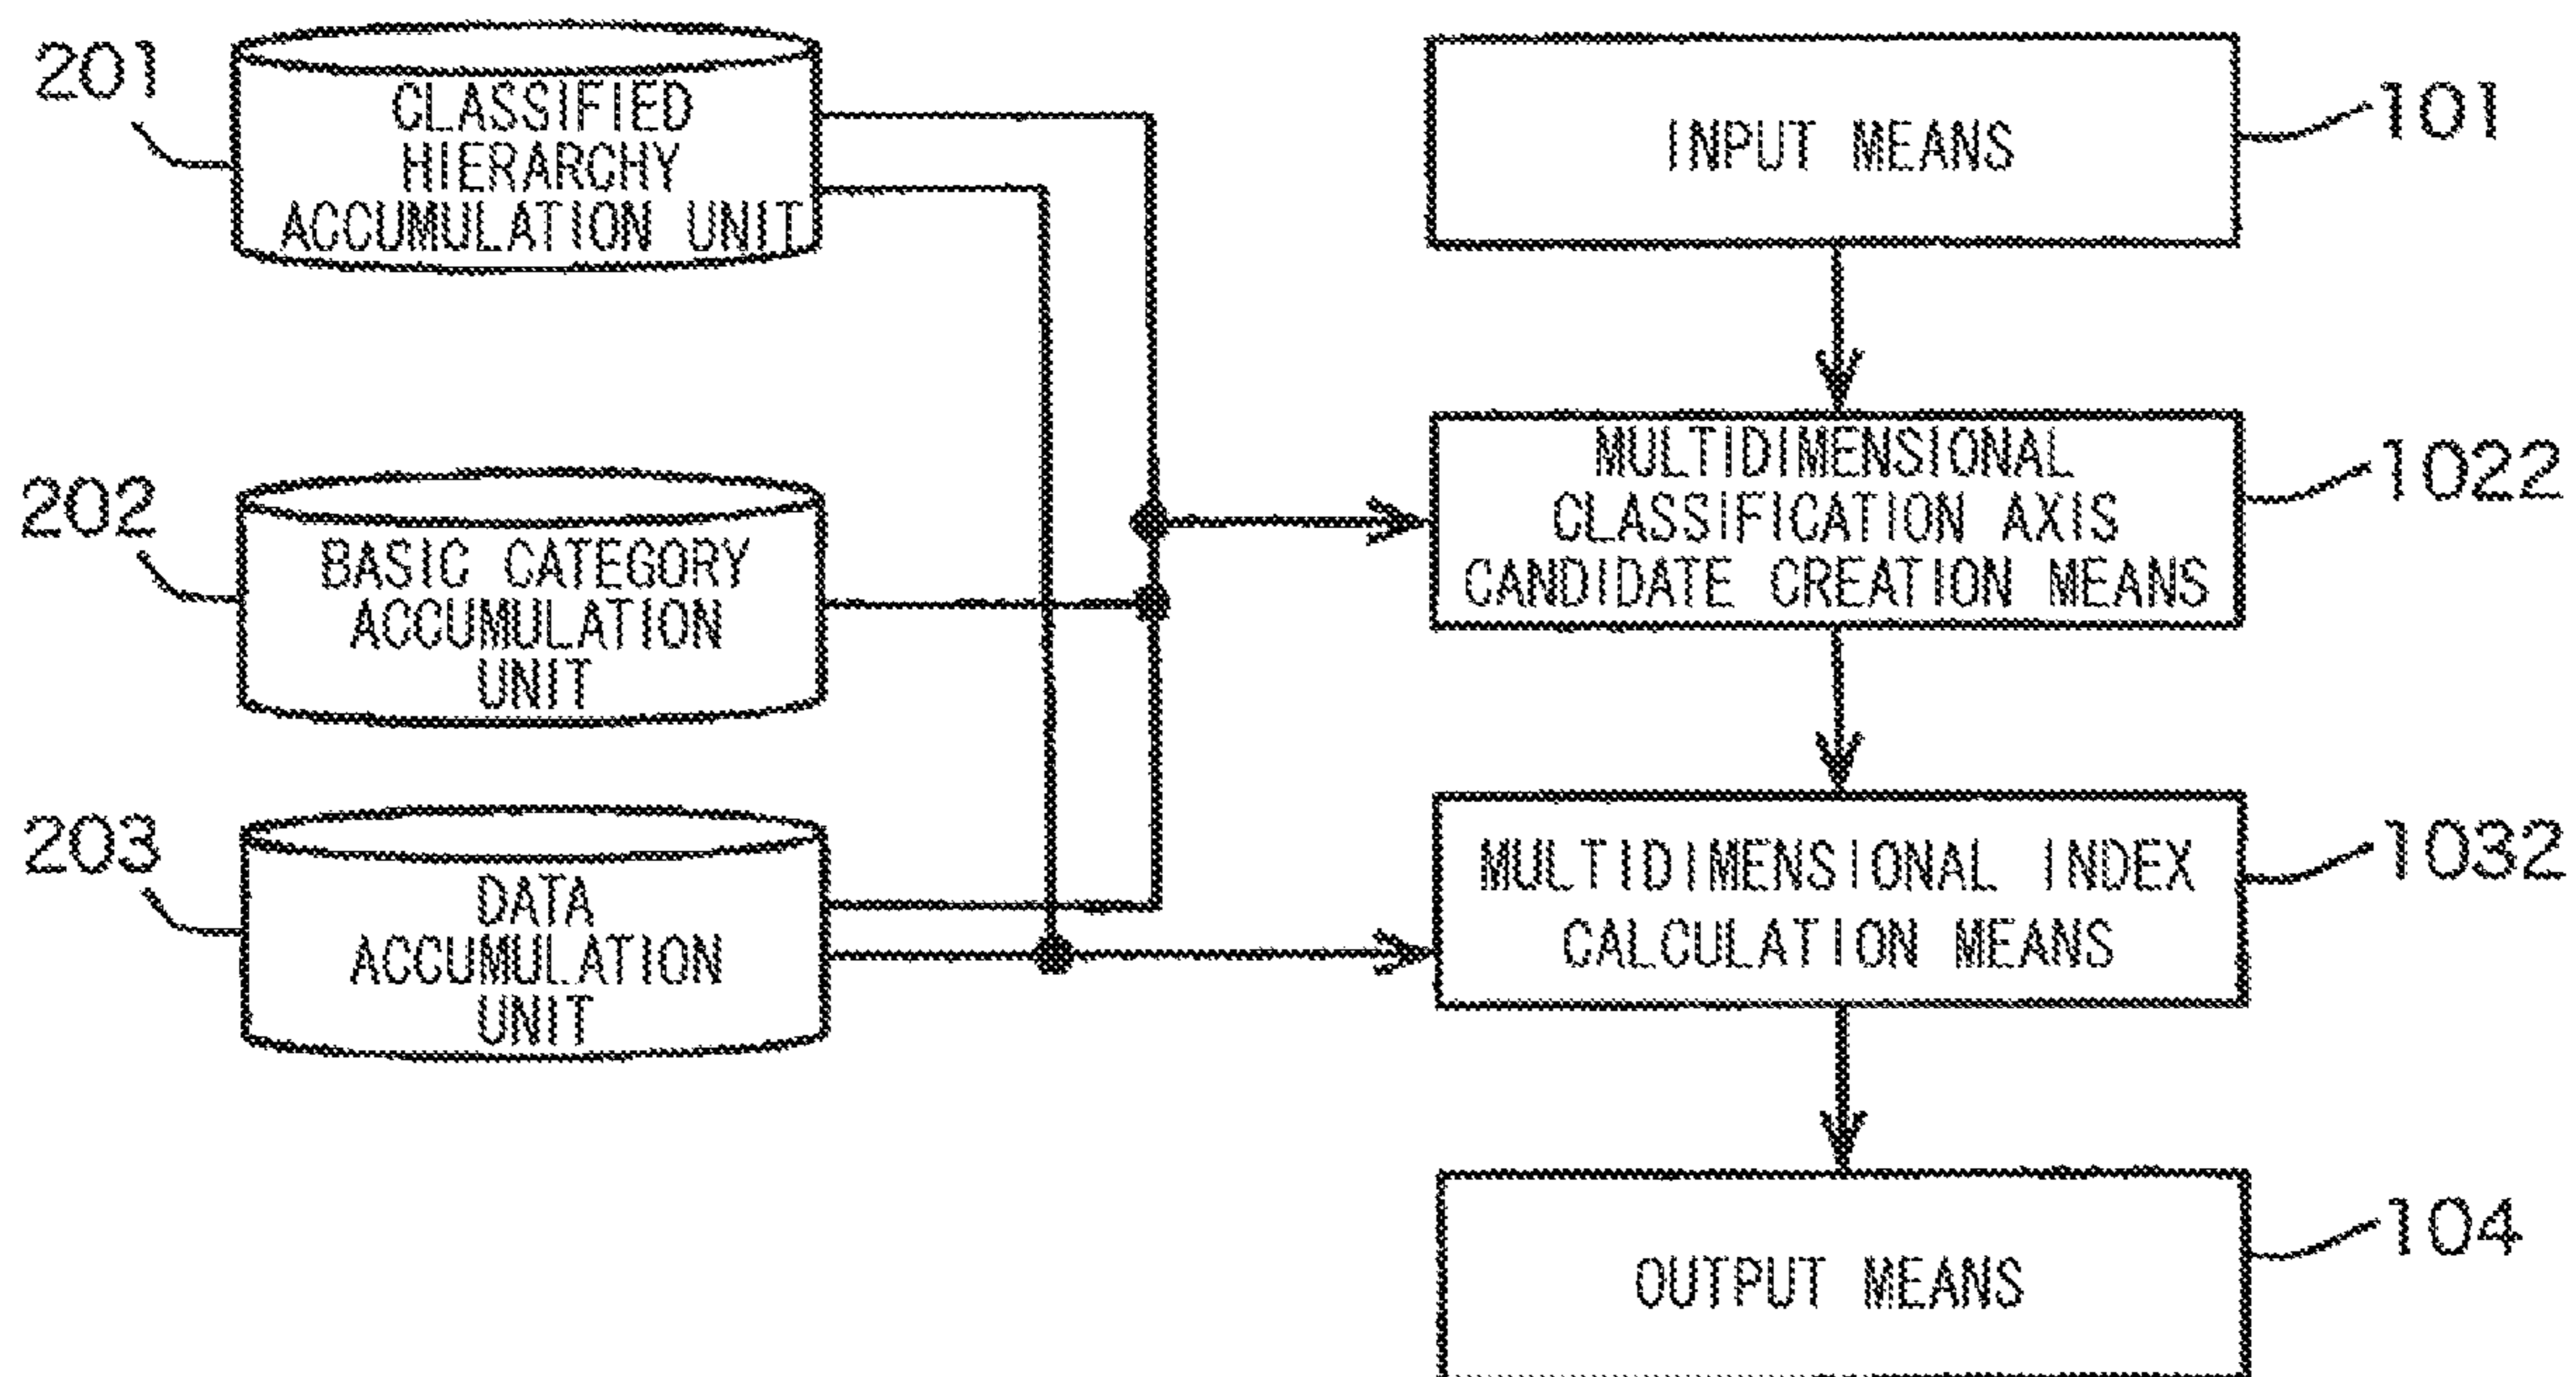 201
CLASSIFIED
HIERARCHY
ACCUMULATION UNIT
202
BASIC CATEGORY
ACCUMULATION
UNIT
203
DATA
ACCUMULATION
UNIT
INPUT MEANS
101
MULTIDIMENSIONAL
CLASSIFICATION AXIS
CANDIDATE CREATION MEANS
1022
MULTIDIMENSIONAL INDEX
CALCULATION MEANS
1032
OUTPUT MEANS
104